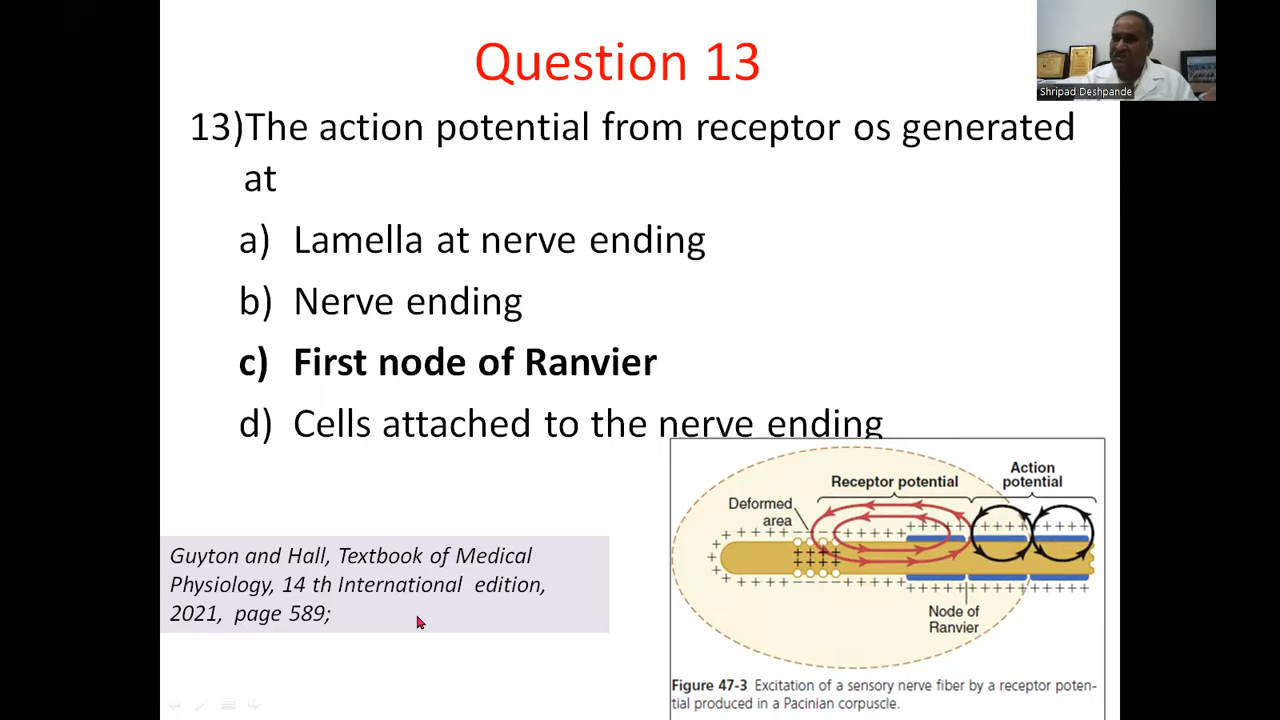 Question 13
Shripad Deshpande
13)The action potential from receptor os generated
at
a) Lamella at nerve ending
b) Nerve ending
c) First node of Ranvier
d) Cells attached to the nerve ending
Guyton and Hall, Textbook of Medical
Physiology, 14 th International edition,
2021, page 589;
Receptor potential
Action
potential
Deformed
area
Node of
Ranvier
Figure 47-3 Excitation of a sensory nerve fiber by a receptor poten-
tial produced in a Pacinian corpuscle.